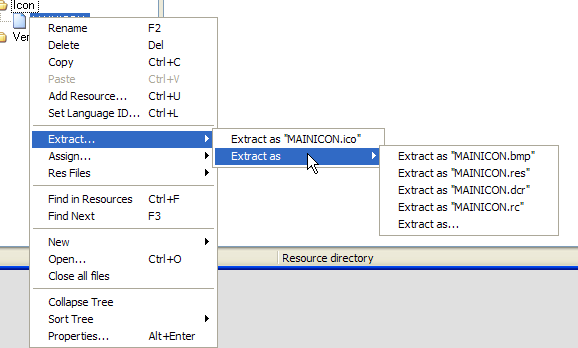 Icon
Ver
Rename F2
Delete Del
Copy Ctrl+C
Paste Ctrl+V
Add Resource... Ctrl+U
Set Language ID... Ctrl+L
Extract...
Assign...
Res Files
Find in Resources Ctrl+F
Find Next F3
New
Open... Ctrl+O
Close all files
Collapse Tree
Sort Tree
Properties... Alt+Enter
Extract as "MAINICON.ico"
Extract as
Extract as "MAINICON.bmp"
Extract as "MAINICON.res"
Extract as "MAINICON.dcr"
Extract as "MAINICON.rc"
Extract as...
Resource directory